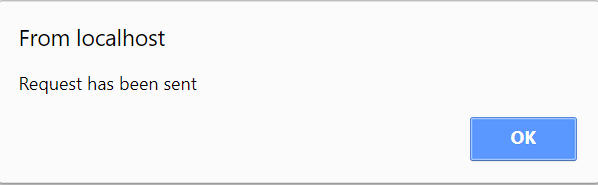 From localhost
Request has been sent
OK